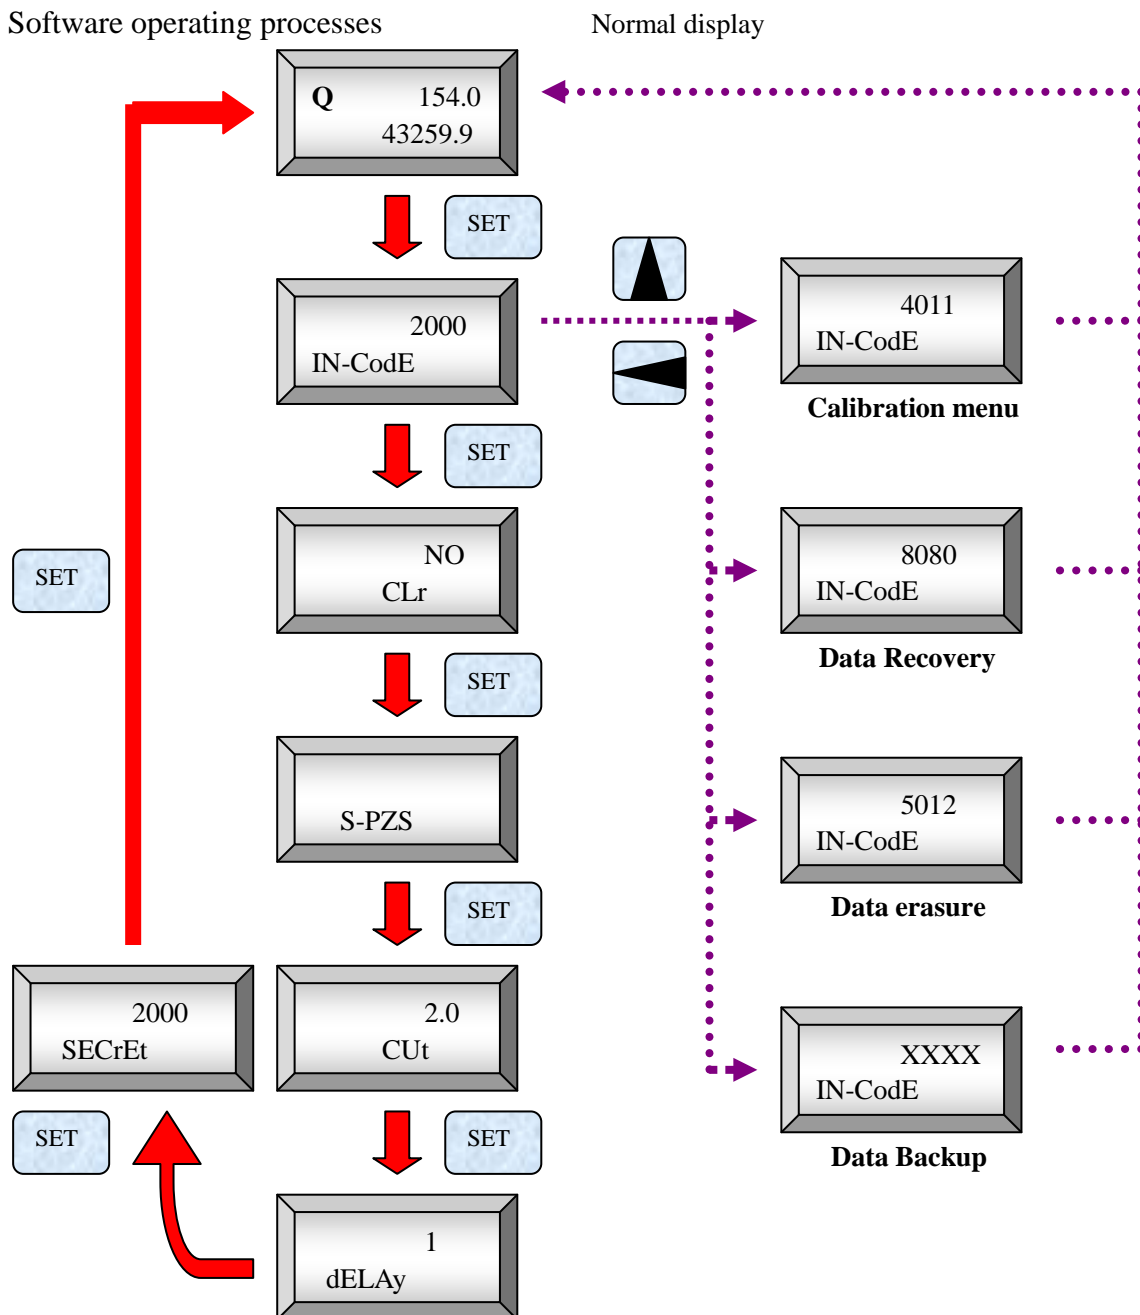 Software operating processes
Normal display
Q 154.0
43259.9
SET
2000
IN-CodE
4011
IN-CodE
Calibration menu
SET
NO
CLr
SET
8080
IN-CodE
Data Recovery
SET
S-PZS
5012
IN-CodE
Data erasure
SET
2000
SECrEt
2.0
CUt
XXXX
IN-CodE
Data Backup
SET
SET
1
dELAy